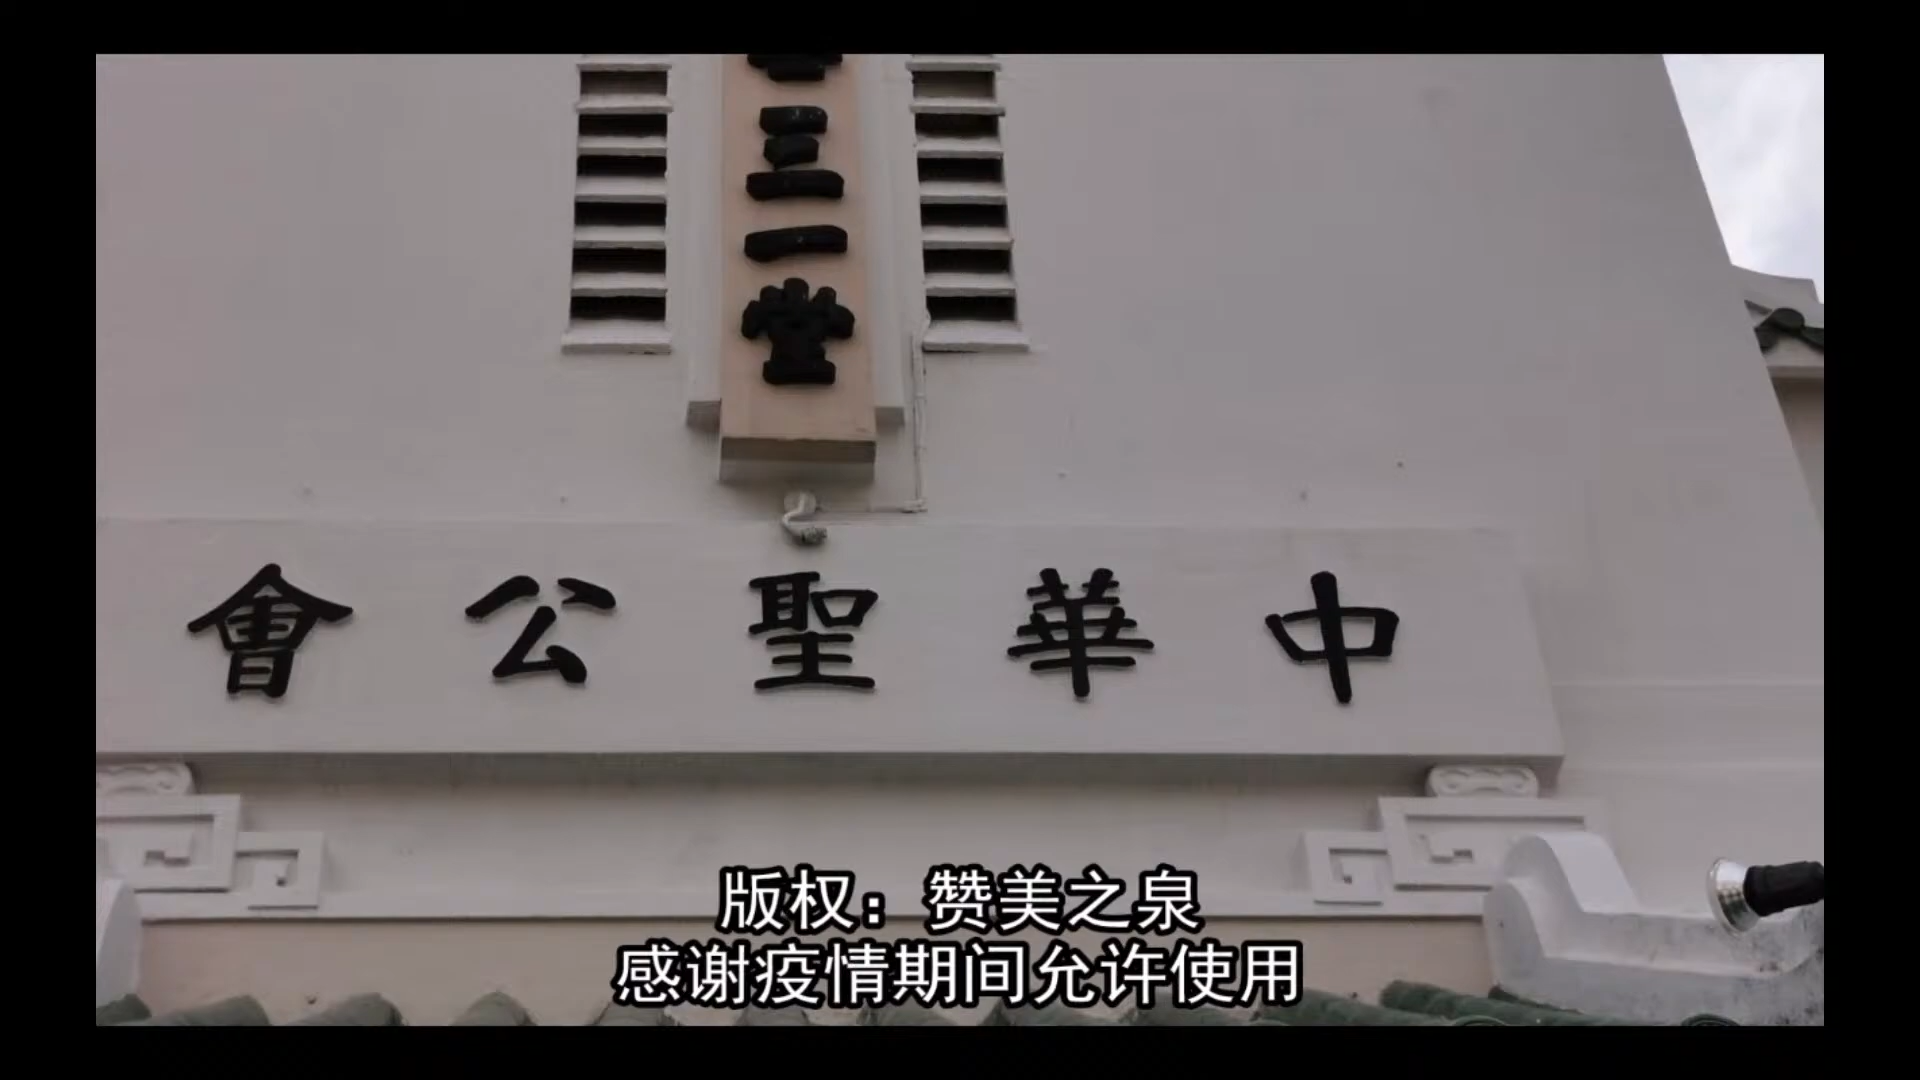 三一堂
中華聖公會
版权：赞美之泉
感谢疫情期间允许使用